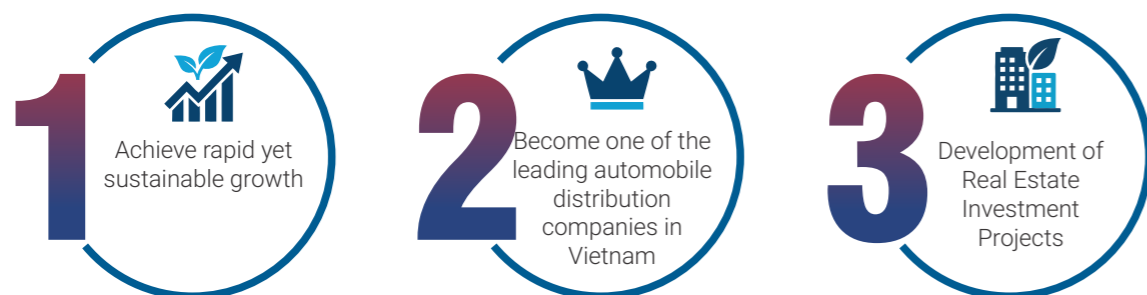 1
Achieve rapid yet
sustainable growth
2
Become one of the
leading automobile
distribution
companies in
Vietnam
3
Development of
Real Estate
Investment
Projects